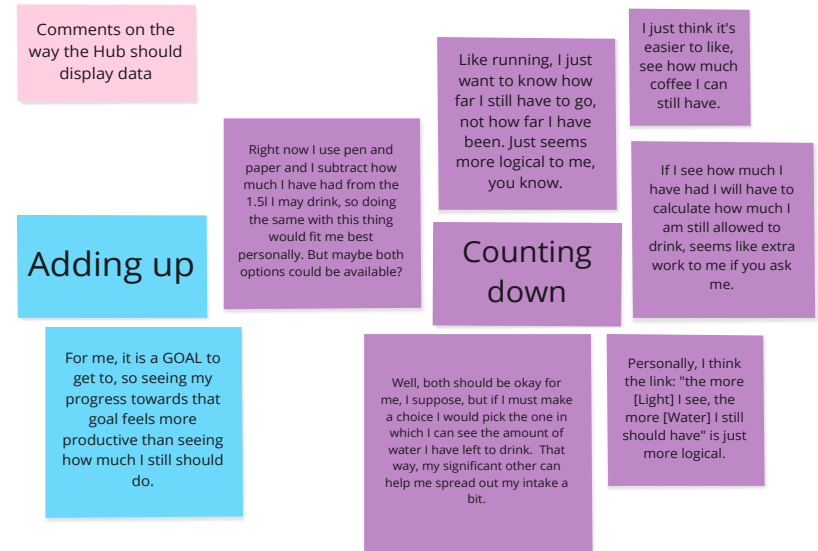 Comments on the
way the Hub should
display data
Adding up
For me, it is a GOAL to
get to, so seeing my
progress towards that
goal feels more
productive than seeing
how much I still should
do.
Right now I use pen and
paper and I subtract how
much I have had from the
1.5l I may drink, so doing
the same with this thing
would fit me best
personally. But maybe both
options could be available?
Like running, I just
want to know how
far I still have to go,
not how far I have
been. Just seems
more logical to me,
you know.
I just think it's
easier to like,
see how much
coffee I can
still have.
Counting
down
If I see how much I
have had I will have to
calculate how much I
am still allowed to
drink, seems like extra
work to me if you ask
me.
Well, both should be okay for
me, I suppose, but if I must make
a choice I would pick the one in
which I can see the amount of
water I have left to drink.  That
way, my significant other can
help me spread out my intake a
bit.
Personally, I think
the link: "the more
[Light] I see, the
more [Water] I still
should have" is just
more logical.